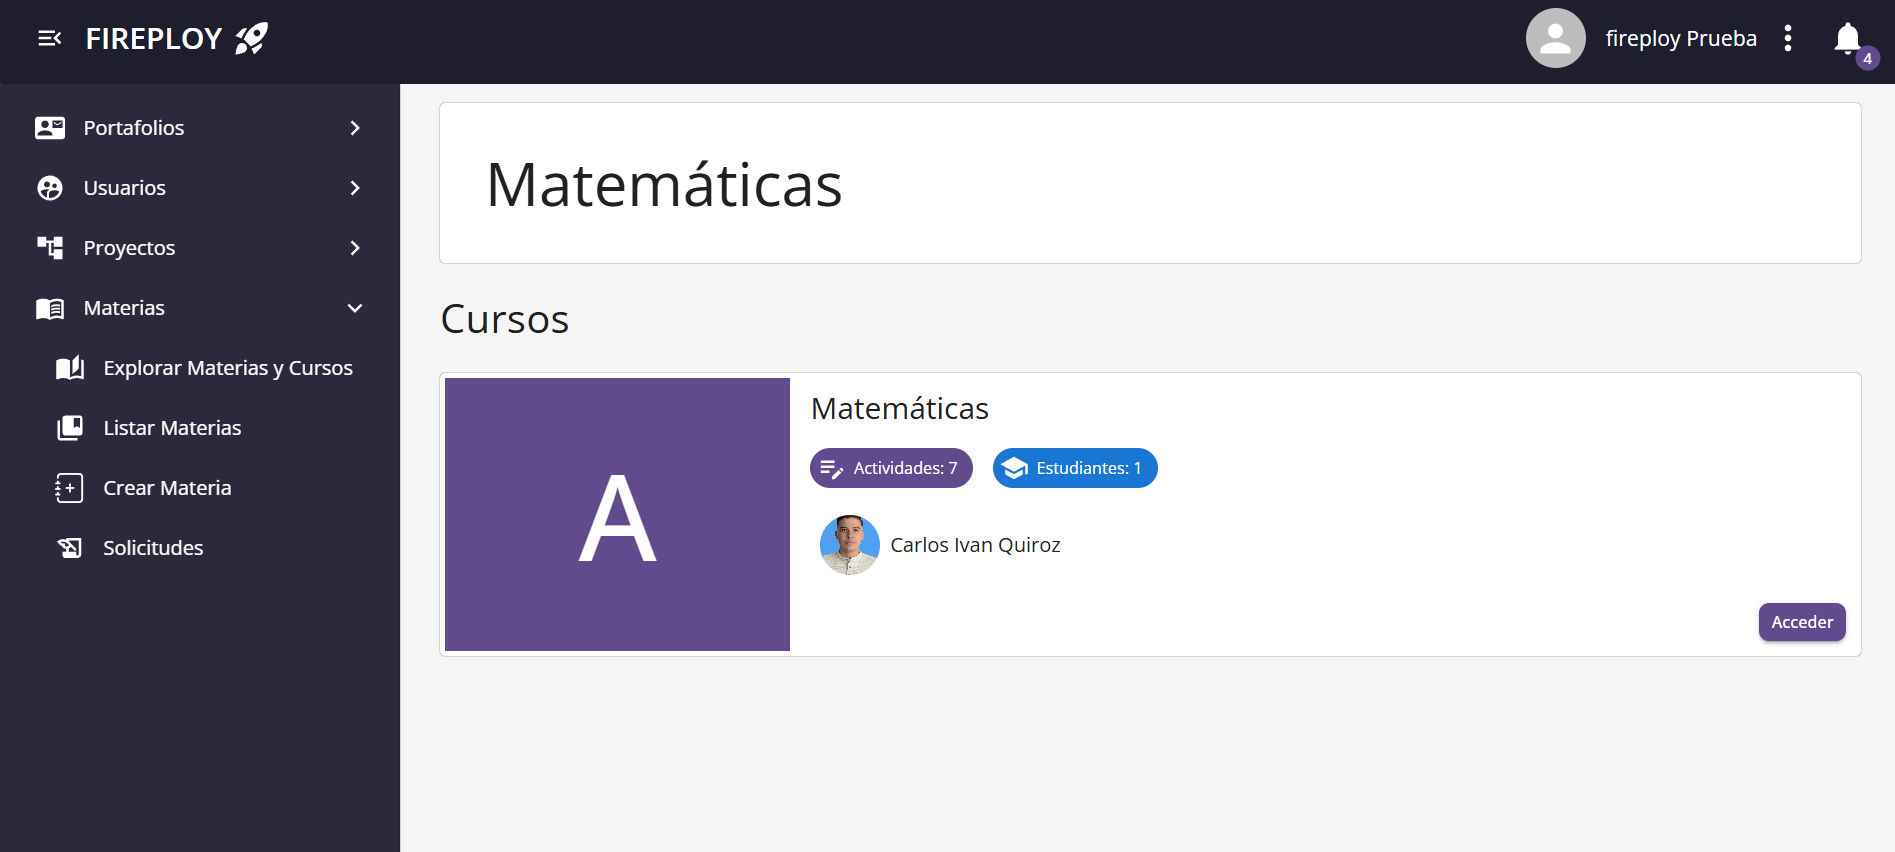 FIREPLOY
fireploy Prueba
4
Portafolios
Usuarios
Proyectos
Materias
Explorar Materias y Cursos
Listar Materias
Crear Materia
Solicitudes
Matemáticas
Cursos
A
Matemáticas
Actividades: 7
Estudiantes: 1
Carlos Ivan Quiroz
Acceder